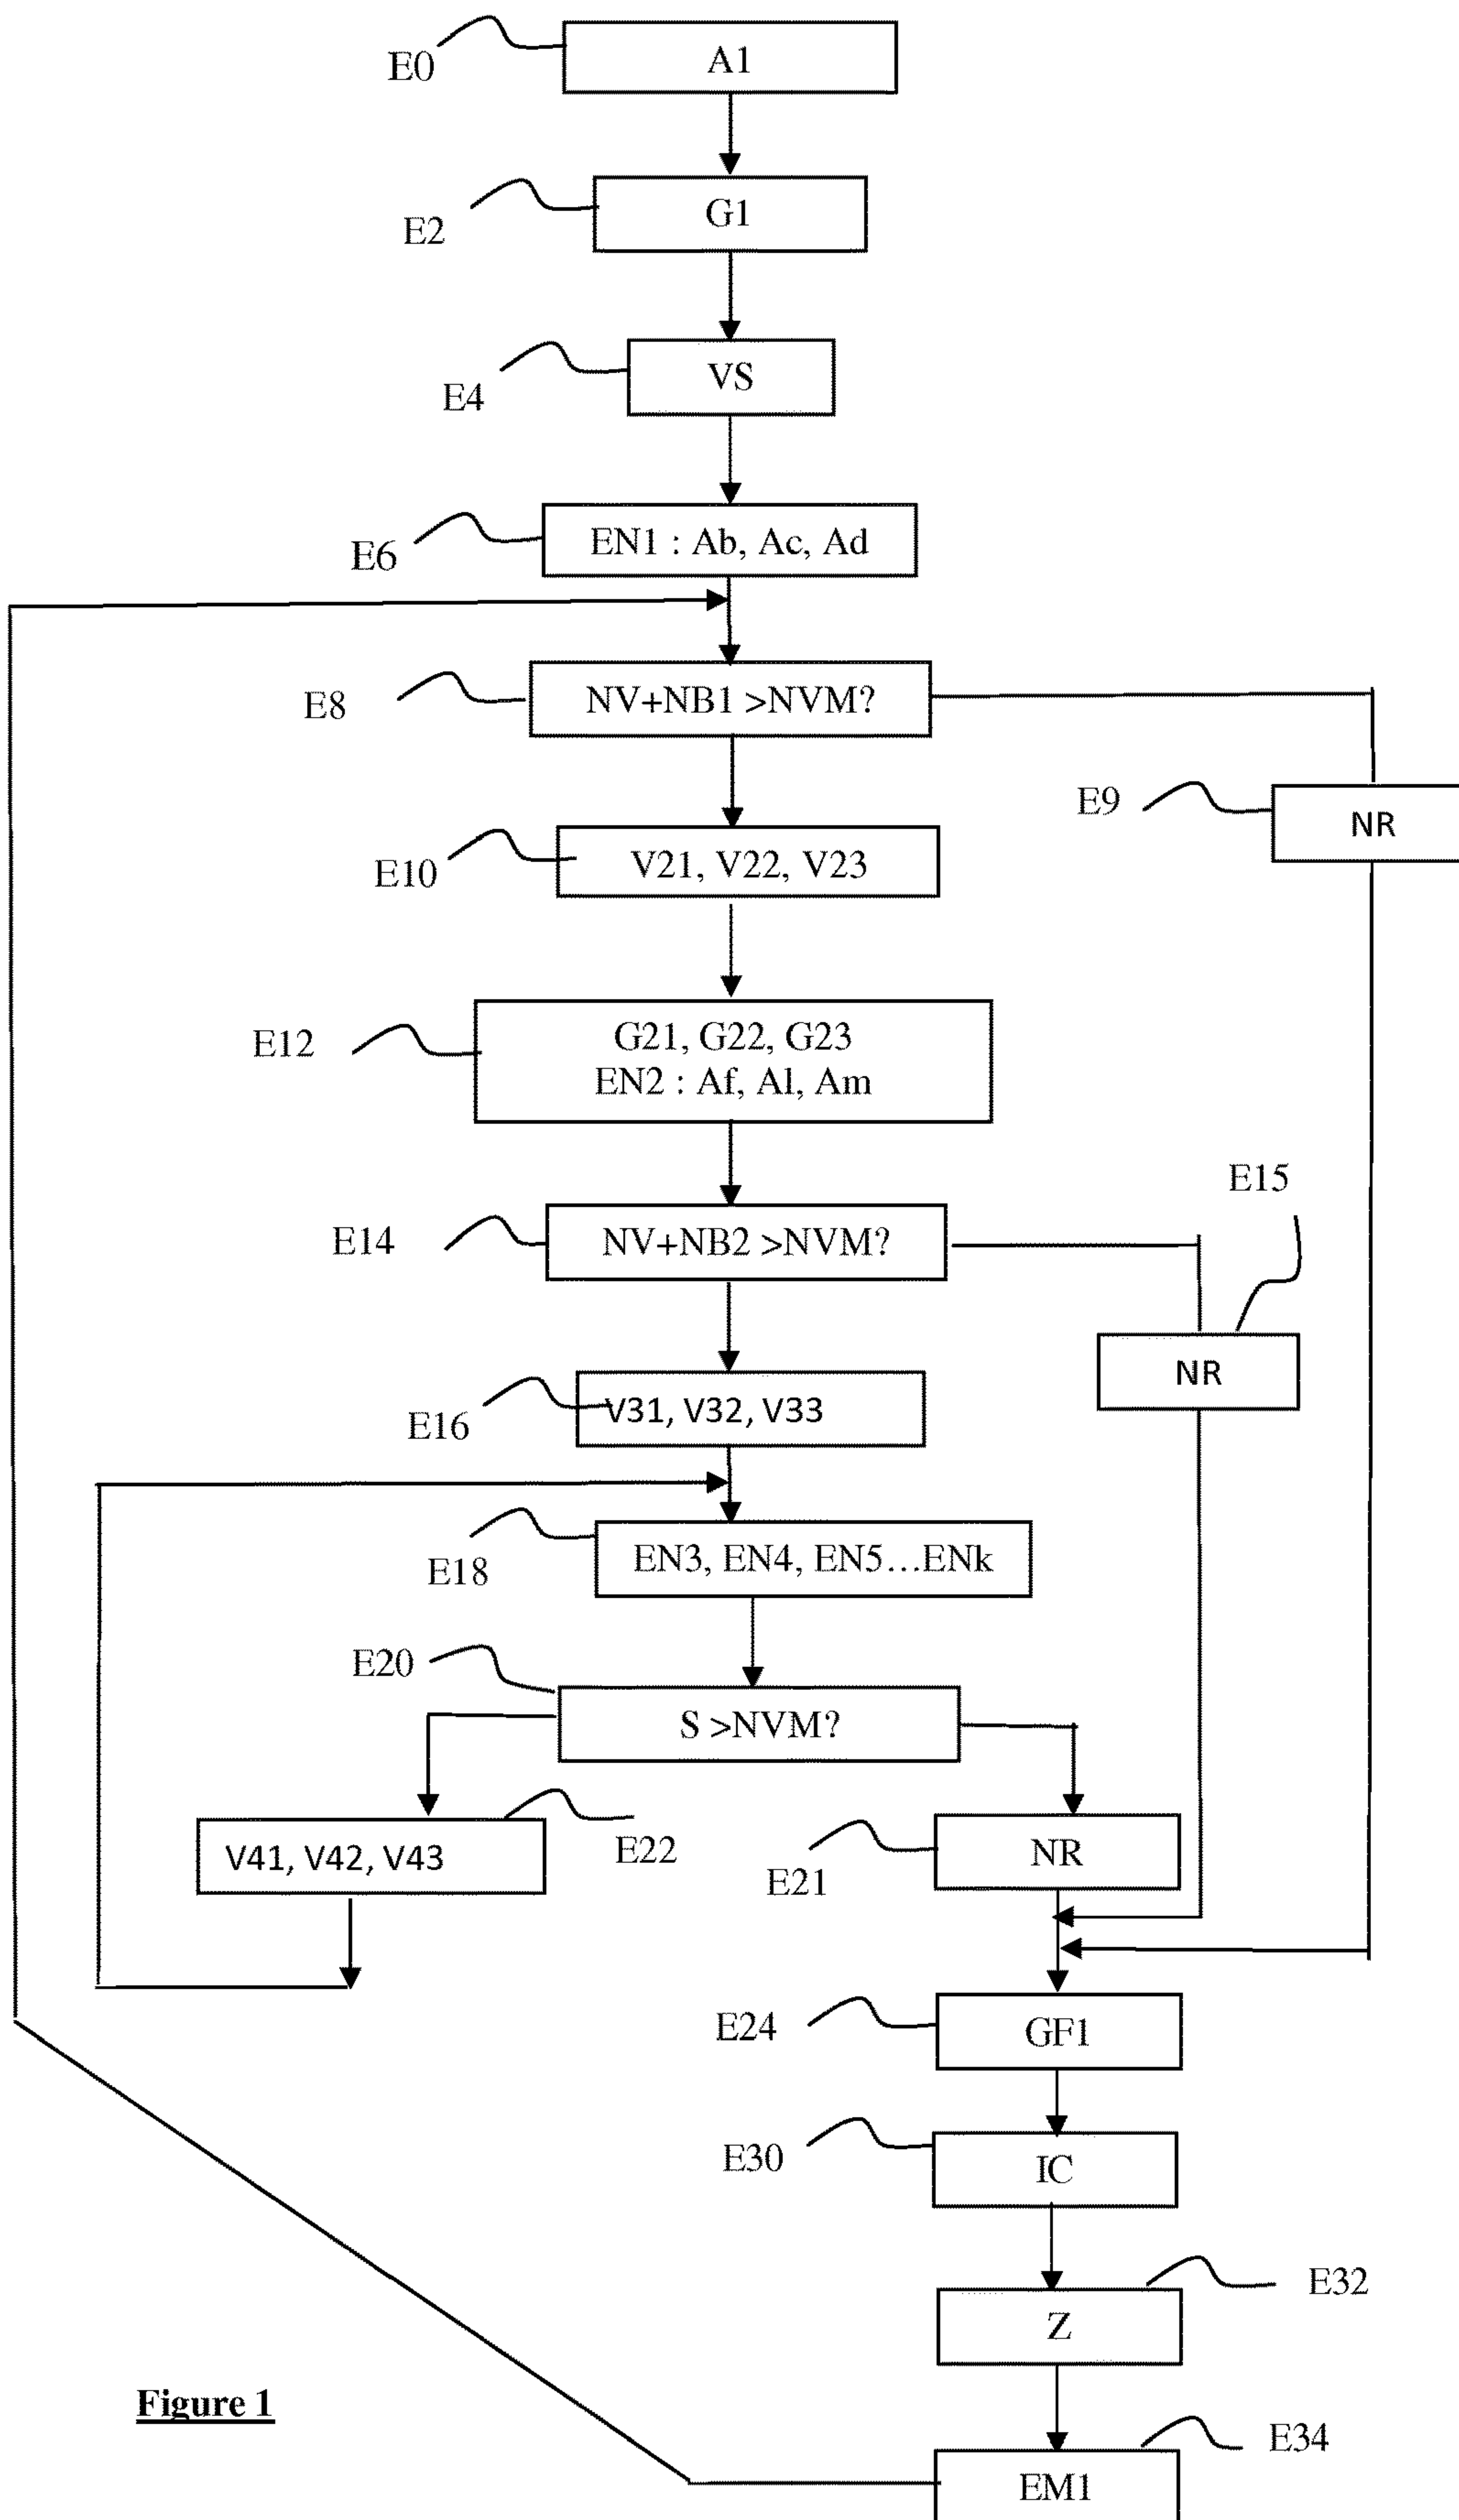 A1
E0
G1
E2
VS
E4
EN1 : Ab, Ac, Ad
E6
NV+NB1 >NVM?
E8
E9
NR
V21, V22, V23
E10
G21, G22, G23
EN2 : Af, Al, Am
E12
E15
NV+NB2 >NVM?
E14
NR
V31, V32, V33
E16
EN3, EN4, EN5...ENk
E18
E20
S >NVM?
V41, V42, V43
E22
NR
E21
GF1
E24
IC
E30
E32
Z
Figure 1
E34
EM1